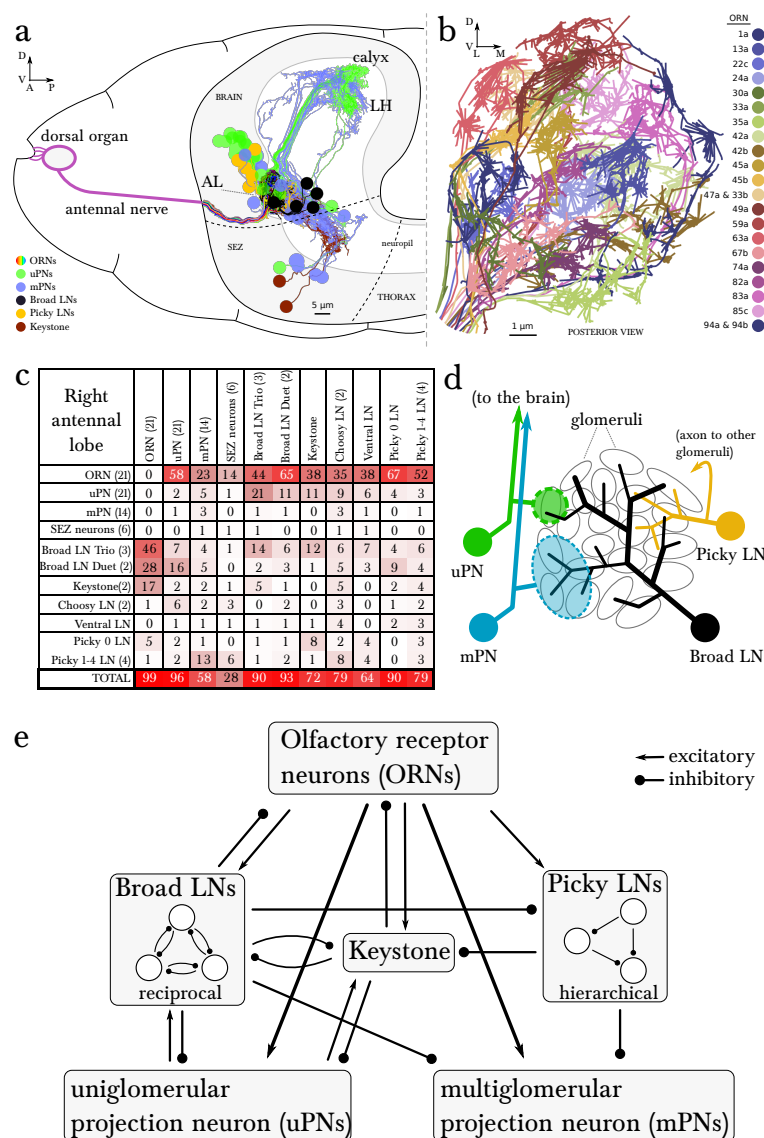 a
D
V
A
P
calyx
BRAIN
LH
dorsal organ
AL
antennal nerve
SEZ
neuropil
THORAX
5 μm
ORNs
uPNs
mPNs
Broad LNs
Picky LNs
Keystone
b
D
V
L
M
ORN
1a
13a
22c
24a
30a
33a
35a
42a
42b
45a
45b
47a & 33b
49a
59a
63a
67b
74a
82a
83a
85c
94a & 94b
1 μm
POSTERIOR VIEW
c
Right antennal lobe
ORN (21) uPN (21) mPN (14) SEZ neurons (6) Broad LN Trio (3) Broad LN Duet (2) Keystone Choosy LN (2) Ventral LN Picky 0 LN Picky 1-4 LN (4)
ORN (21) 0 58 23 14 44 65 38 35 38 67 52
uPN (21) 0 2 5 1 21 11 11 9 6 4 3
mPN (14) 0 1 3 0 0 0 0 3 1 0 1
SEZ neurons (6) 0 0 1 1 0 0 0 1 1 0 0
Broad LN Trio (3) 46 7 4 1 14 6 12 6 7 4 6
Broad LN Duet (2) 28 16 5 0 2 3 1 5 3 9 4
Keystone(2) 17 2 2 1 5 1 0 5 0 2 4
Choosy LN (2) 1 6 2 3 0 2 0 3 0 1 2
Ventral LN 0 1 1 1 1 1 1 4 0 2 3
Picky 0 LN 5 2 1 0 1 1 8 2 4 0 3
Picky 1-4 LN (4) 1 2 13 6 1 2 1 8 4 0 4
TOTAL 99 96 58 28 90 93 72 79 64 90 79
d
(to the brain)
glomeruli
(axon to other
glomeruli)
uPN
Picky LN
mPN
Broad LN
e
Olfactory receptor
neurons (ORNs)
excitatory
inhibitory
Broad LNs
reciprocal
Keystone
Picky LNs
hierarchical
uniglomerular
projection neuron (uPNs)
multiglomerular
projection neuron (mPNs)